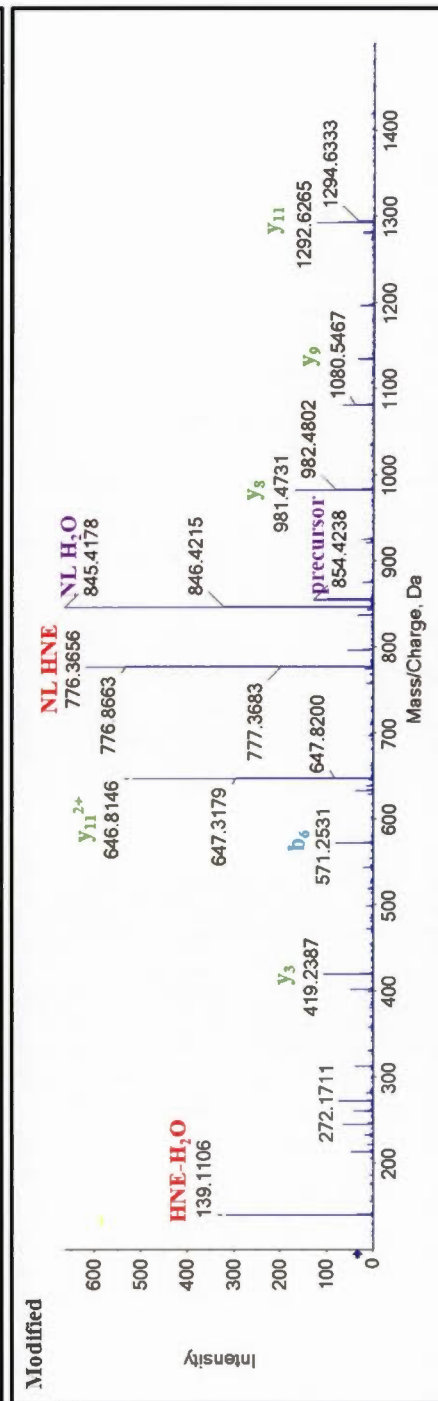 Modified
Intensity
600
500
400
300
200
100
0
HNE-H₂O
139.1106
272.1711
y₃
419.2387
b₆
571.2531
y₁₁²⁺
646.8146
647.3179
647.8200
NL HNE
776.3656
776.8663
777.3683
NL H₂O
845.4178
846.4215
precursor
854.4238
y₈
981.4731
982.4802
y₉
1080.5467
y₁₁
1292.6265
1294.6333
200
300
400
500
600
700
800
900
1000
1100
1200
1300
1400
Mass/Charge, Da